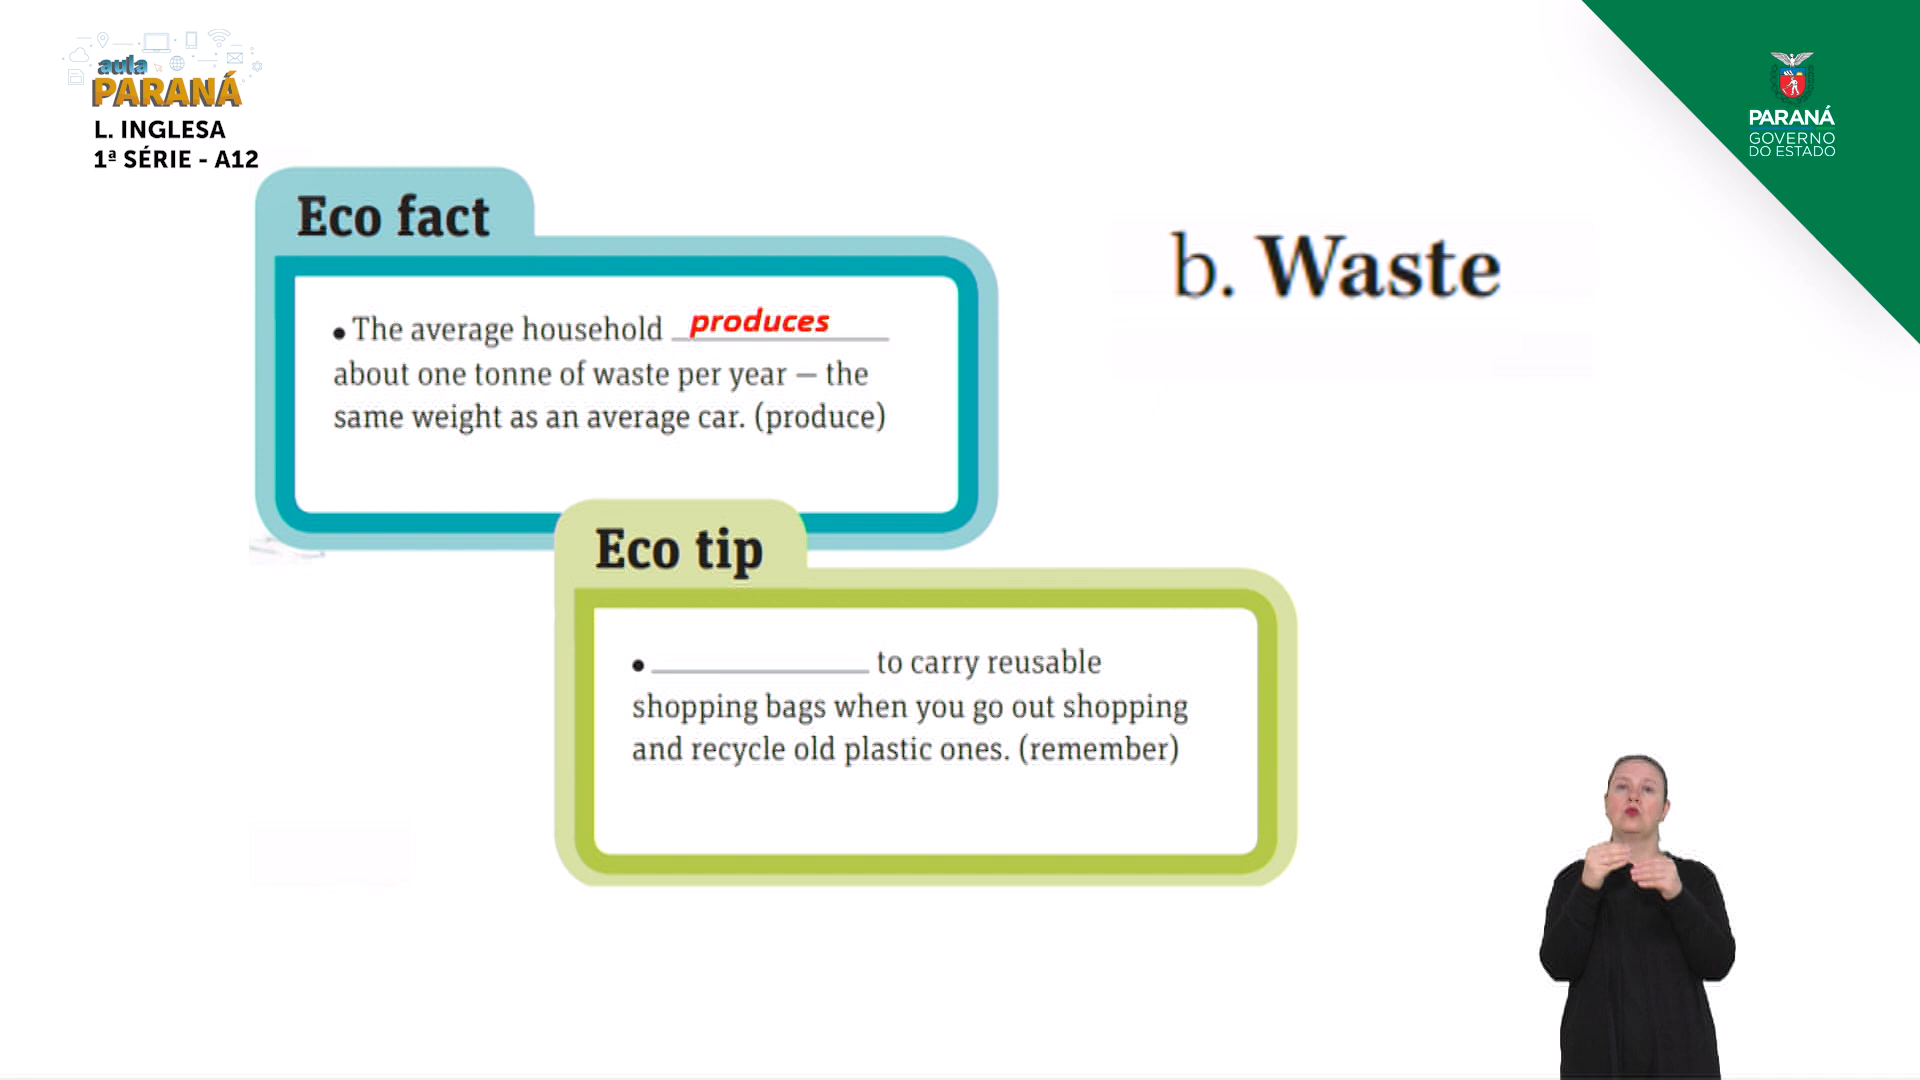 aula
PARANÁ
L. INGLESA
1ª SÉRIE - A12
PARANÁ
GOVERNO
DO ESTADO
Eco fact
• The average household produces
about one tonne of waste per year — the
same weight as an average car. (produce)
b. Waste
Eco tip
• ____________ to carry reusable
shopping bags when you go out shopping
and recycle old plastic ones. (remember)